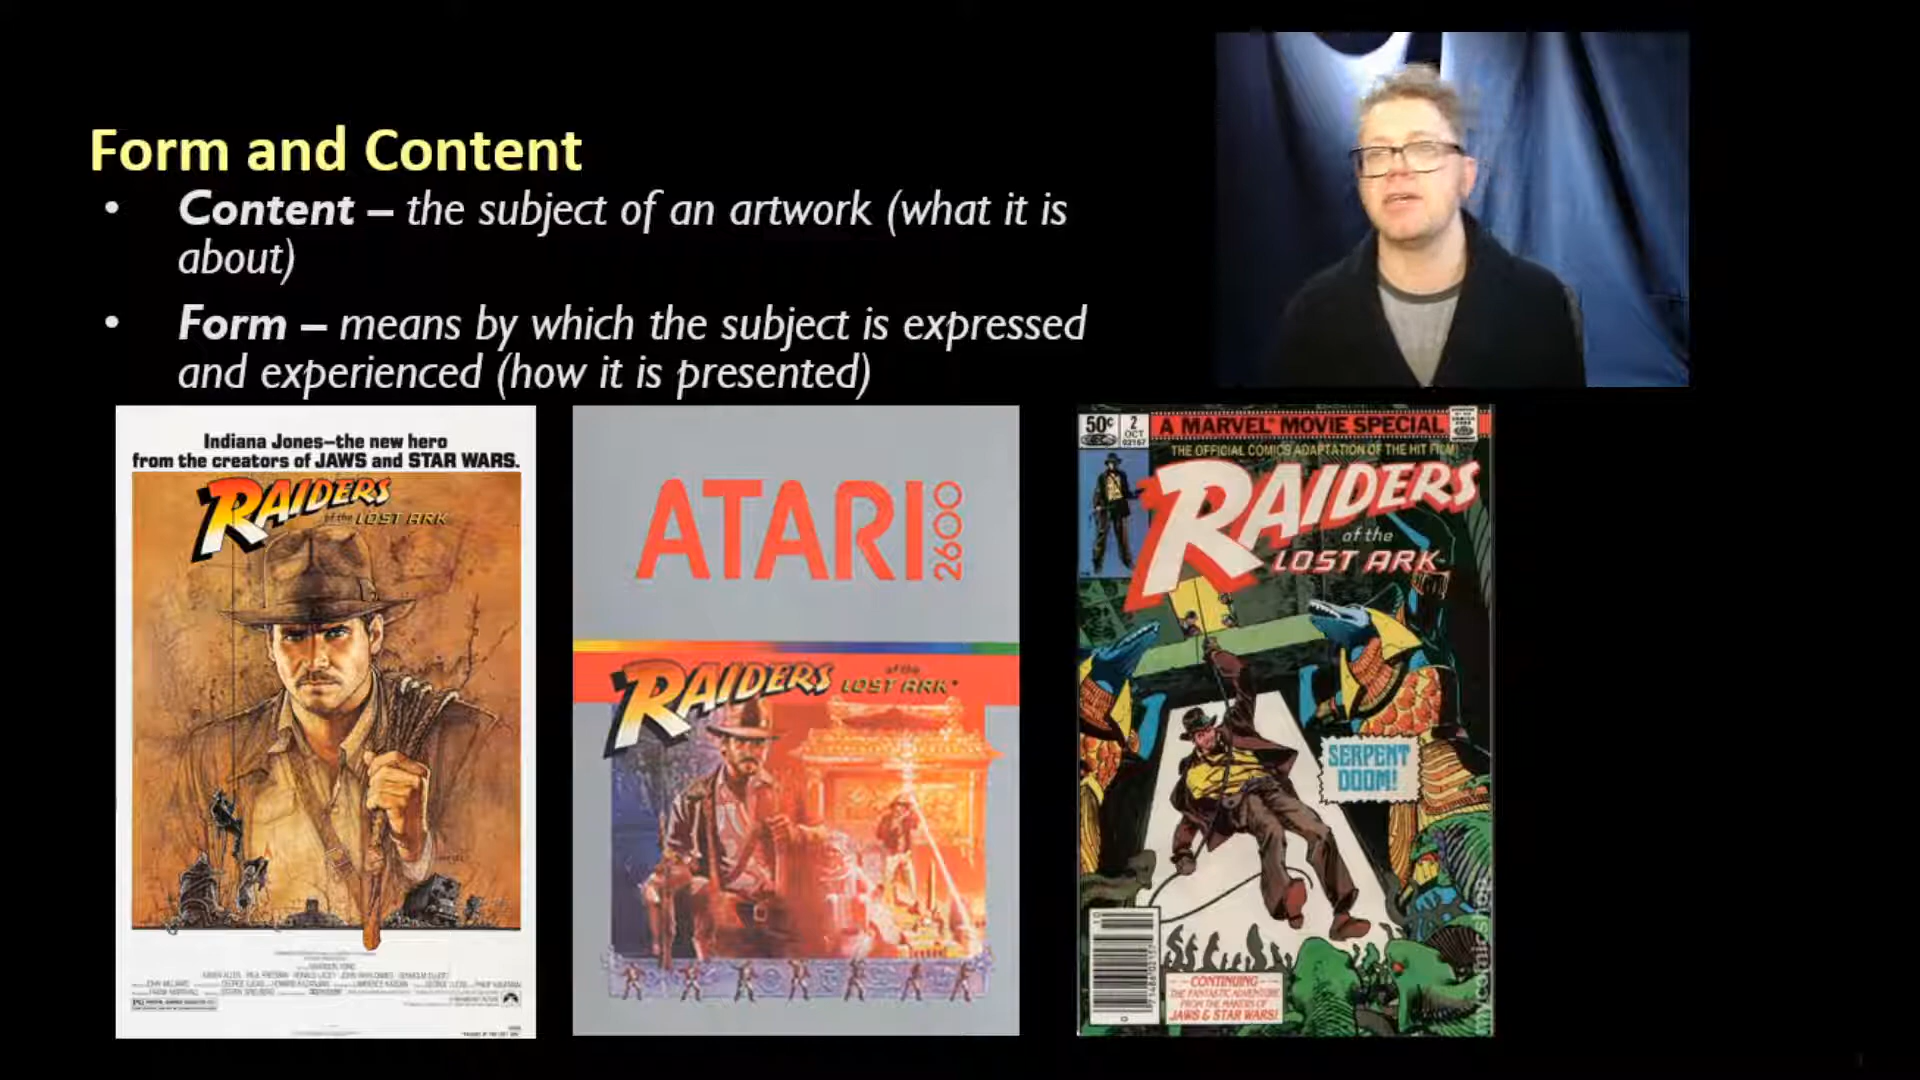 Form and Content
• Content – the subject of an artwork (what it is
about)
• Form – means by which the subject is expressed
and experienced (how it is presented)
Indiana Jones–the new hero
from the creators of JAWS and STAR WARS.
RAIDERS
of the LOST ARK
ATARI 2600
RAIDERS
of the
LOST ARK
50¢
2
OCT
02157
A MARVEL MOVIE SPECIAL
THE OFFICIAL COMICS ADAPTATION OF THE HIT FILM!
RAIDERS
of the
LOST ARK
SERPENT
DOOM!
CONTINUING
THE FANTASTIC ADVENTURE
FROM THE MAKERS OF
JAWS & STAR WARS!
mycomicshop